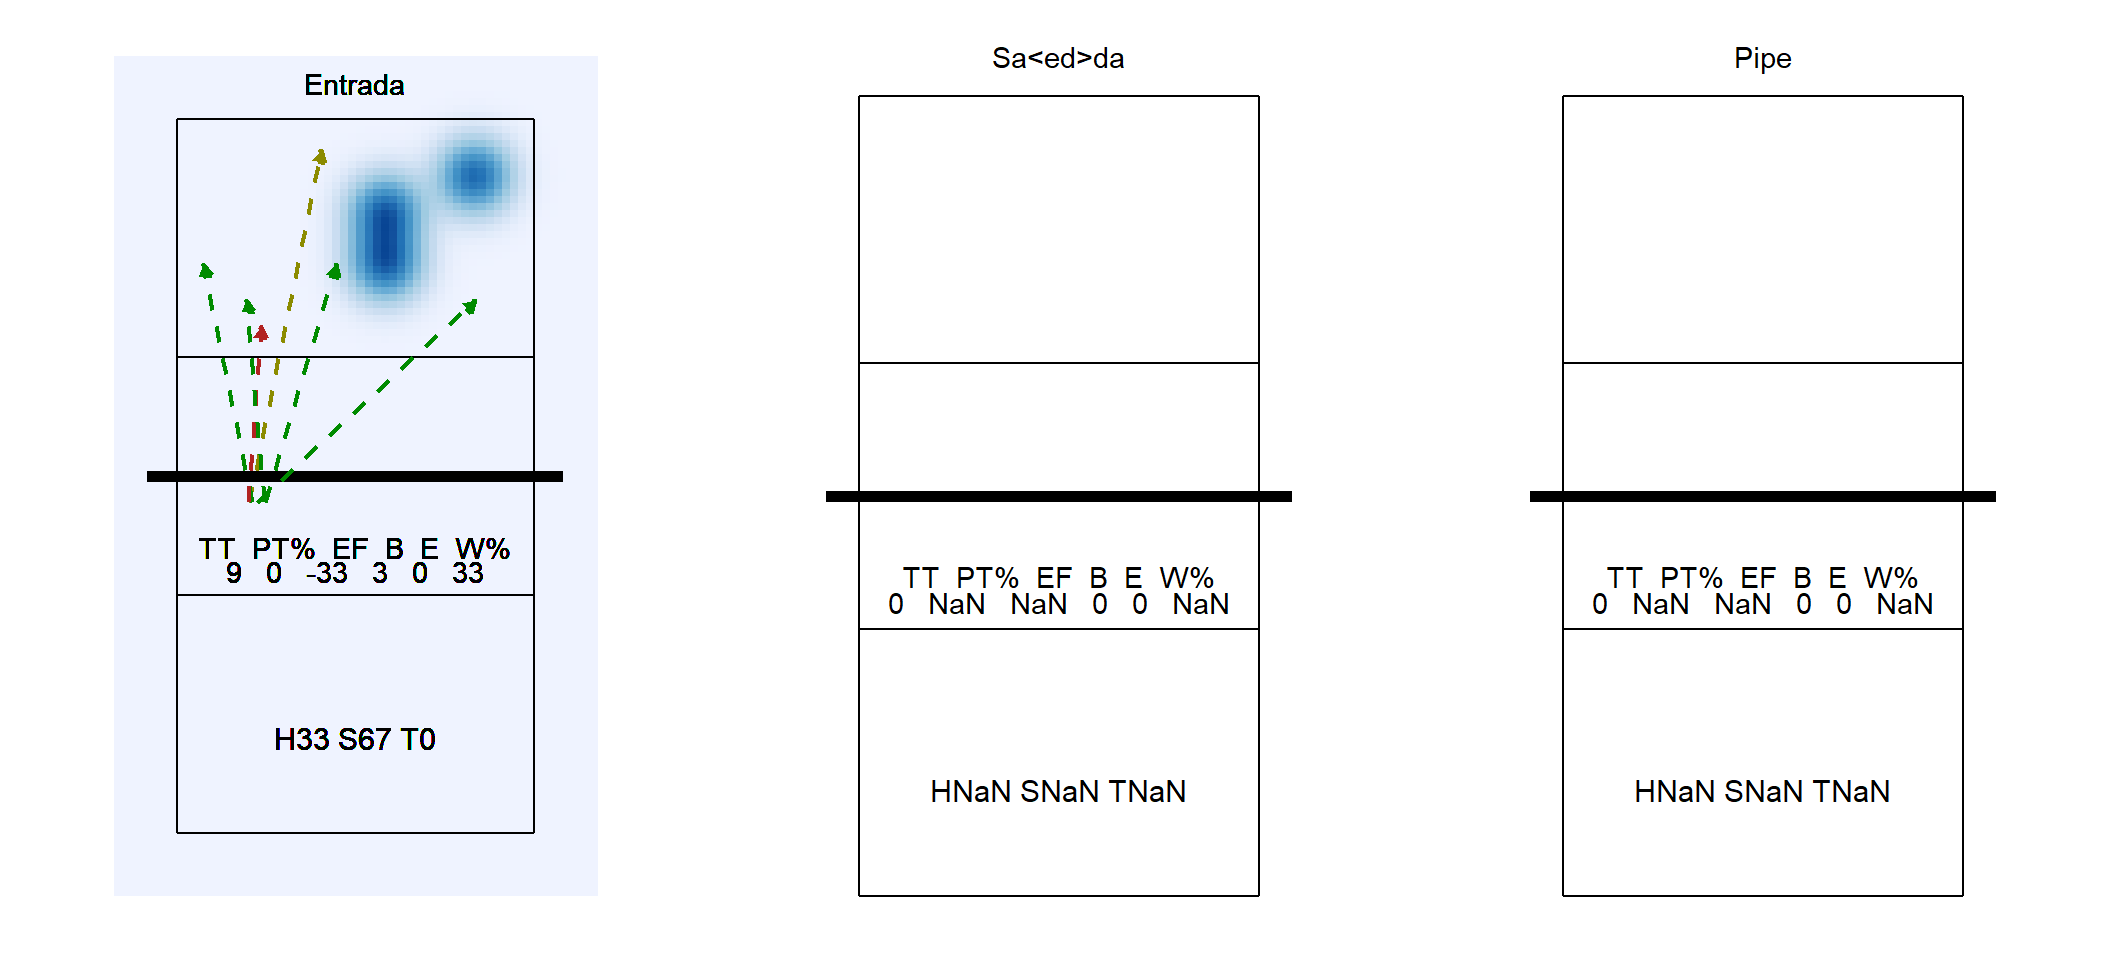 Entrada
TT PT% EF B E W%
9 0 -33 3 0 33
H33 S67 T0
Sa<ed>da
TT PT% EF B E W%
0 NaN NaN 0 0 NaN
HNaN SNaN TNaN
Pipe
TT PT% EF B E W%
0 NaN NaN 0 0 NaN
HNaN SNaN TNaN